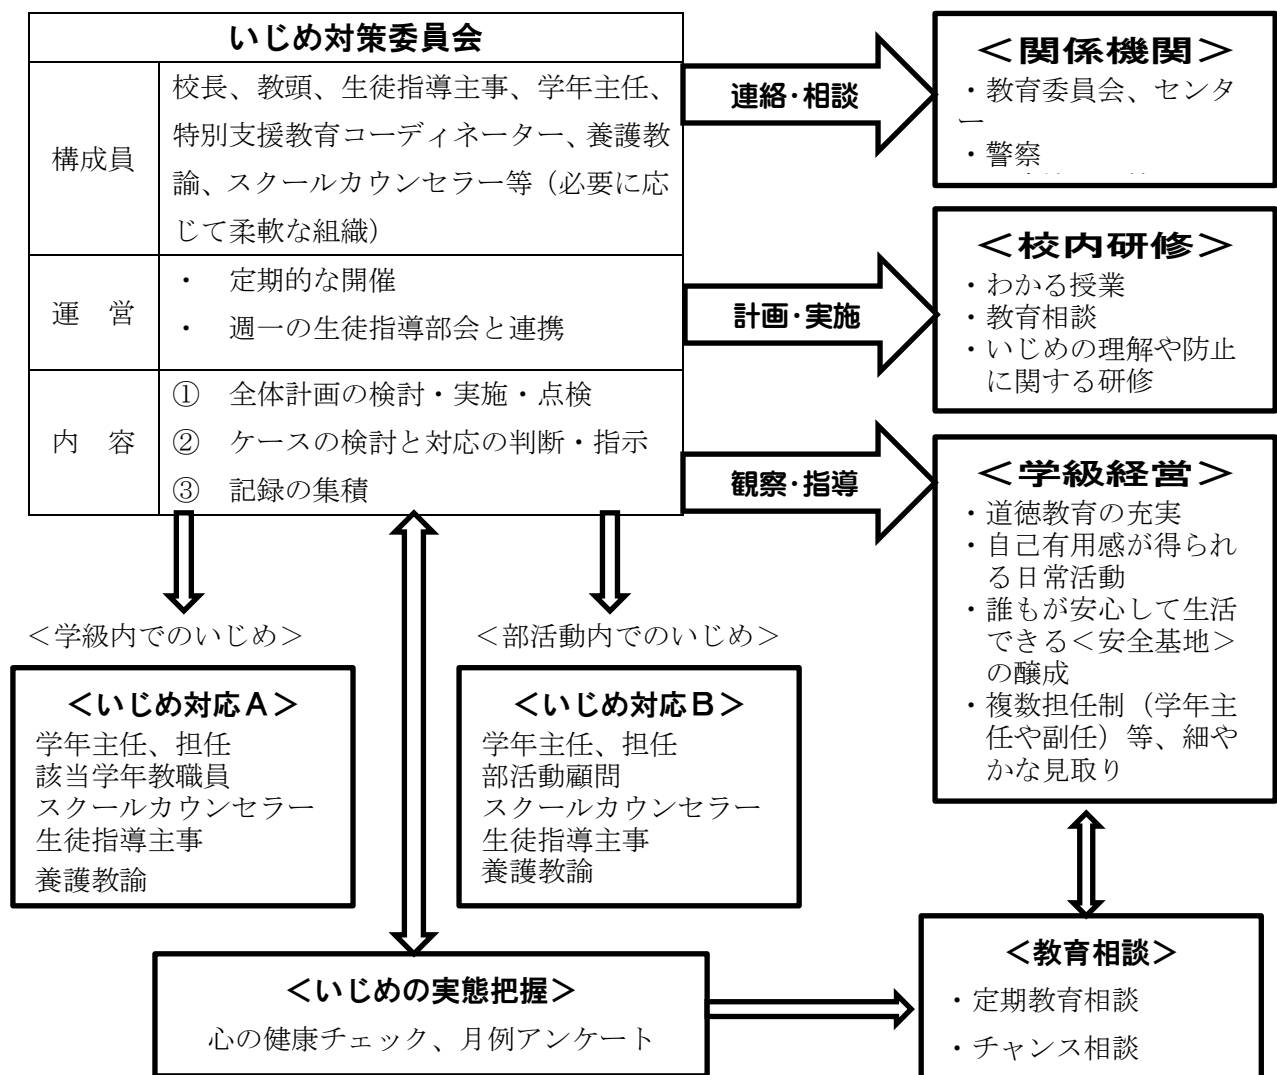 いじめ対策委員会
構成員
校長、教頭、生徒指導主事、学年主任、
特別支援教育コーディネーター、養護教
諭、スクールカウンセラー等（必要に応
じて柔軟な組織）
運　営
・　定期的な開催
・　週一の生徒指導部会と連携
内　容
①　全体計画の検討・実施・点検
②　ケースの検討と対応の判断・指示
③　記録の集積
連絡・相談
＜関係機関＞
・教育委員会、センタ
ー
・警察
計画・実施
＜校内研修＞
・わかる授業
・教育相談
・いじめの理解や防止
に関する研修
観察・指導
＜学級経営＞
・道徳教育の充実
・自己有用感が得られ
る日常活動
・誰もが安心して生活
できる＜安全基地＞
の醸成
・複数担任制（学年主
任や副任）等、細や
かな見取り
＜学級内でのいじめ＞
＜いじめ対応Ａ＞
学年主任、担任
該当学年教職員
スクールカウンセラー
生徒指導主事
養護教諭
＜部活動内でのいじめ＞
＜いじめ対応Ｂ＞
学年主任、担任
部活動顧問
スクールカウンセラー
生徒指導主事
養護教諭
＜いじめの実態把握＞
心の健康チェック、月例アンケート
＜教育相談＞
・定期教育相談
・チャンス相談